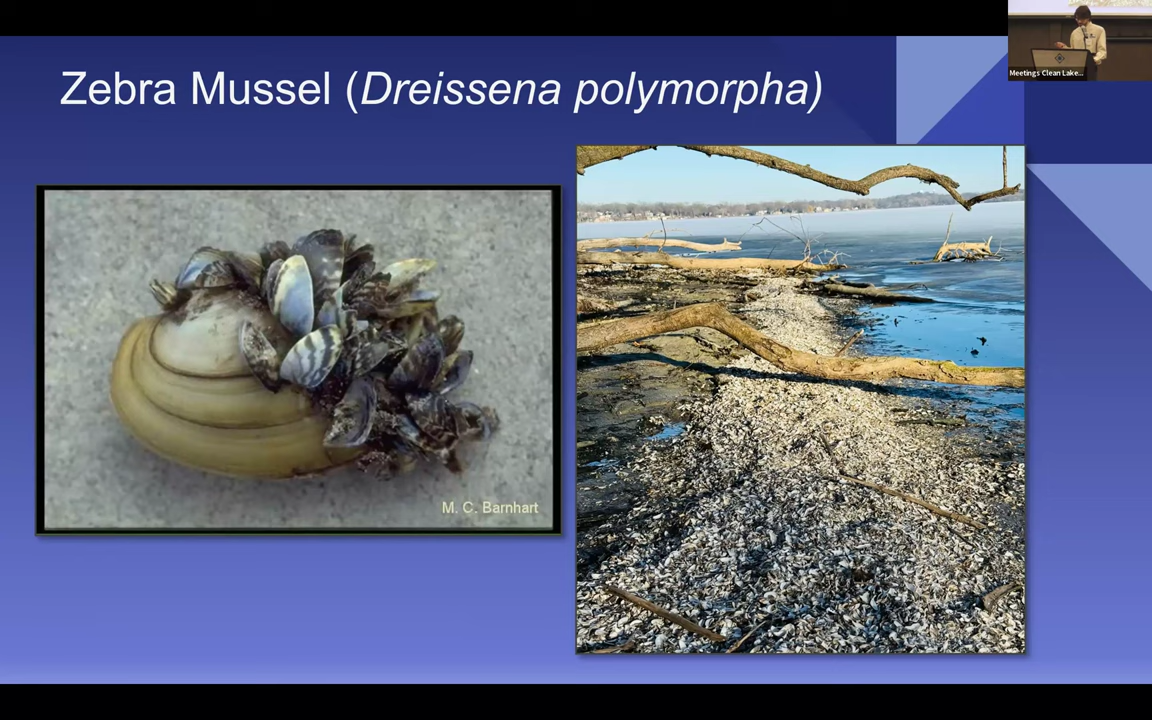 Meetings Clean Lake...
Zebra Mussel (Dreissena polymorpha)
M. C. Barnhart